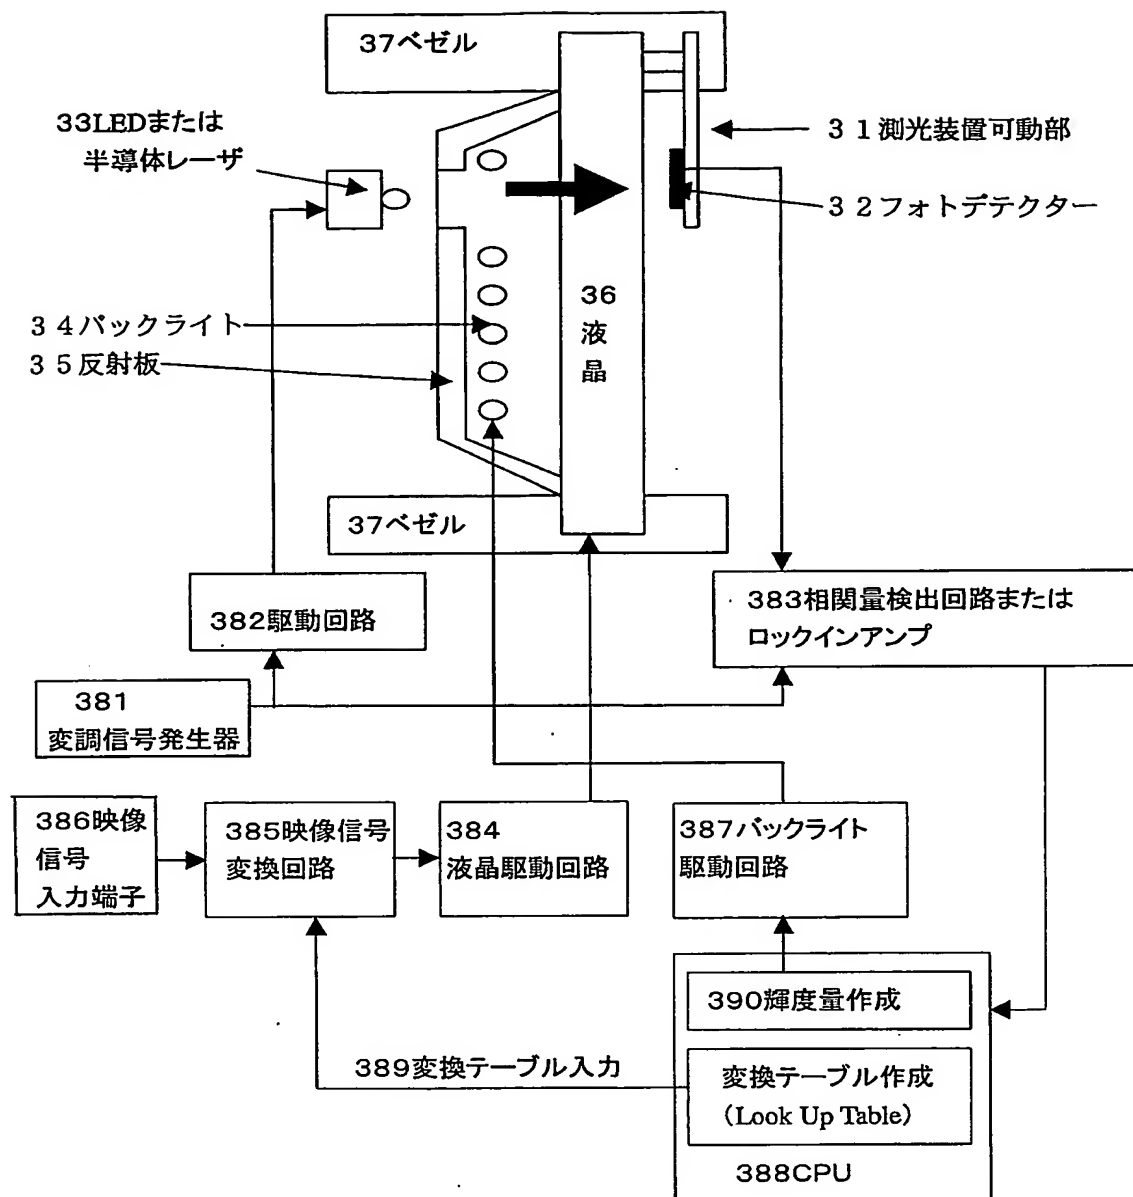 37ベゼル
33LEDまたは
半導体レーザ
３１測光装置可動部
３２フォトデテクター
36
液
晶
３４バックライト
３５反射板
37ベゼル
382駆動回路
383相関量検出回路または
ロックインアンプ
381
変調信号発生器
386映像
信号
入力端子
385映像信号
変換回路
384
液晶駆動回路
387バックライト
駆動回路
390輝度量作成
389変換テーブル入力
変換テーブル作成
（Look Up Table）
388CPU